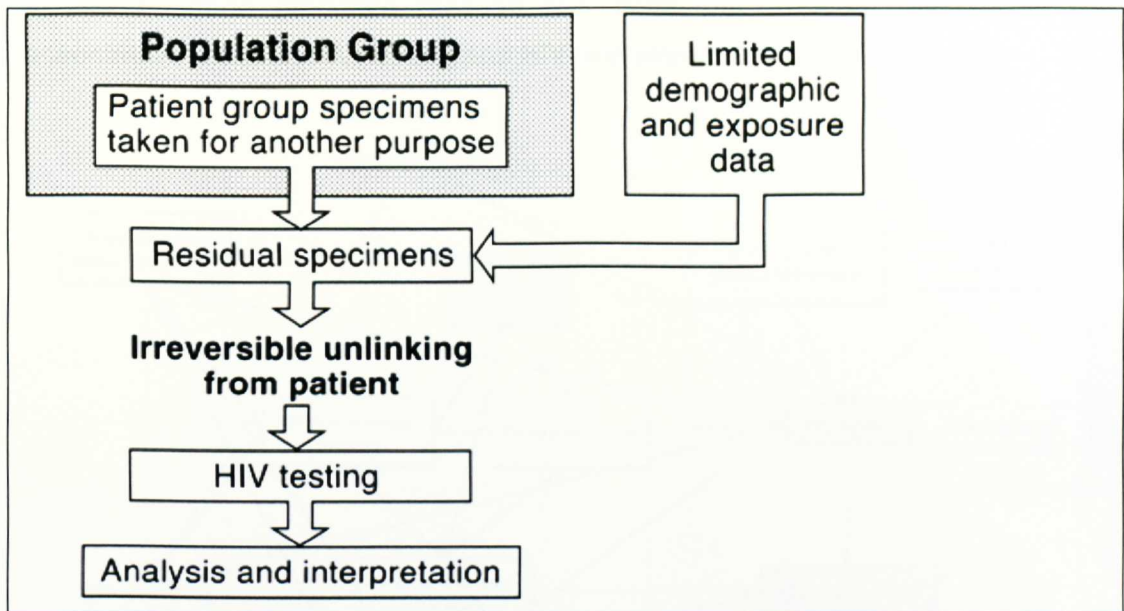 Population Group
Patient group specimens
taken for another purpose
Limited
demographic
and exposure
data
Residual specimens
Irreversible unlinking
from patient
HIV testing
Analysis and interpretation